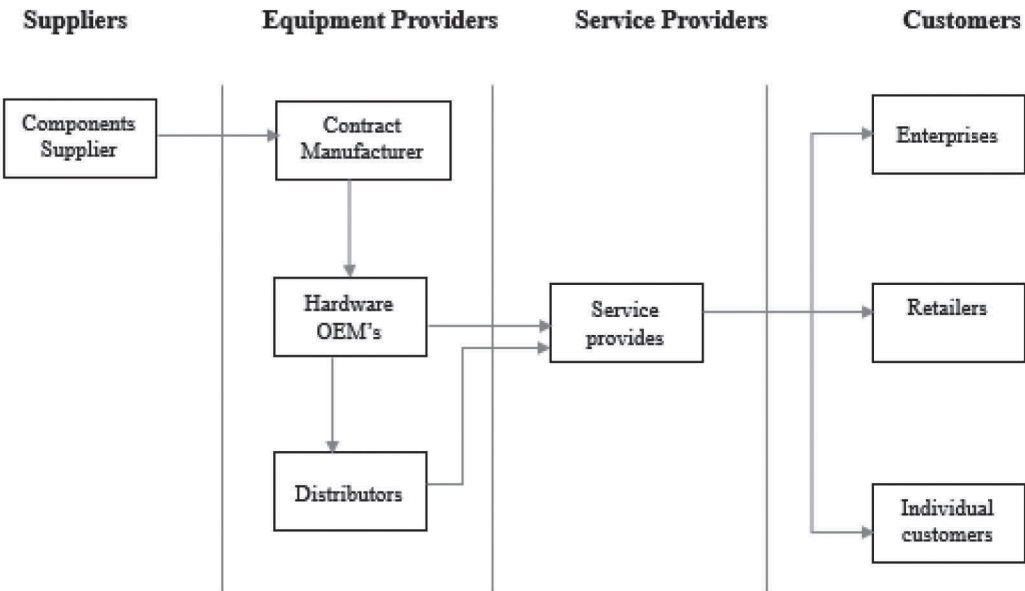 Suppliers
Equipment Providers
Service Providers
Customers
Components
Supplier
Contract
Manufacturer
Enterprises
Hardware
OEM's
Service
provides
Retailers
Distributors
Individual
customers